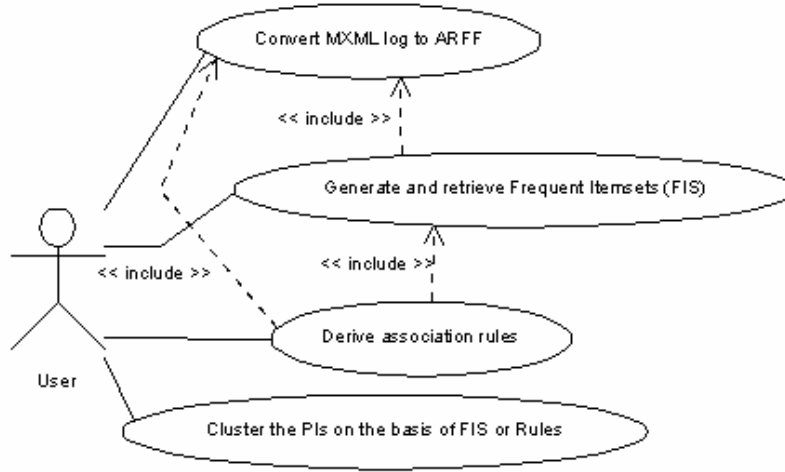 Convert MXML log to ARFF
<< include >>
Generate and retrieve Frequent Itemsets (FIS)
<< include >>
<< include >>
Derive association rules
User
Cluster the PIs on the basis of FIS or Rules